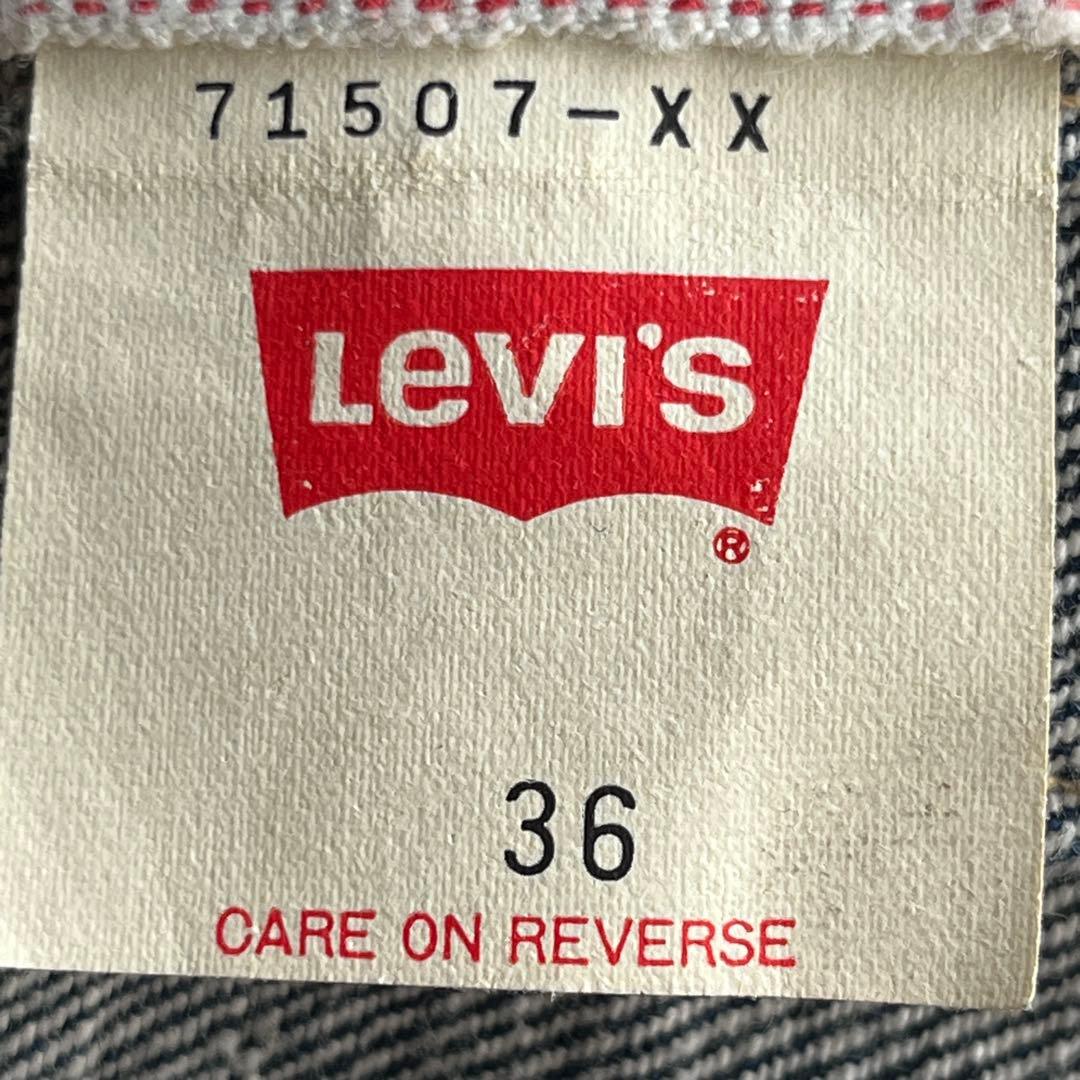 71507-XX
Levi's
®
36
CARE ON REVERSE